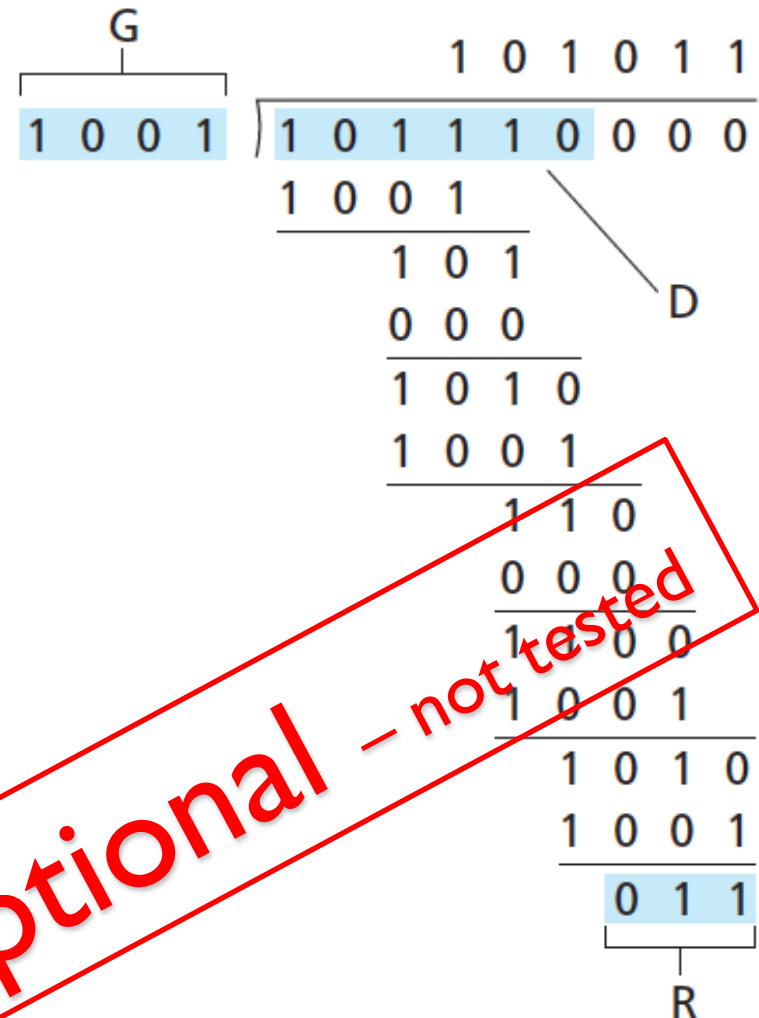 G
1 0 1 0 1 1
1 0 0 1 ) 1 0 1 1 1 0 0 0 0
1 0 0 1
1 0 1
D
0 0 0
1 0 1 0
1 0 0 1
1 1 0
0 0 0
1 1 0 0
1 0 0 1
1 0 1 0
1 0 0 1
0 1 1
R
ptional – not tested